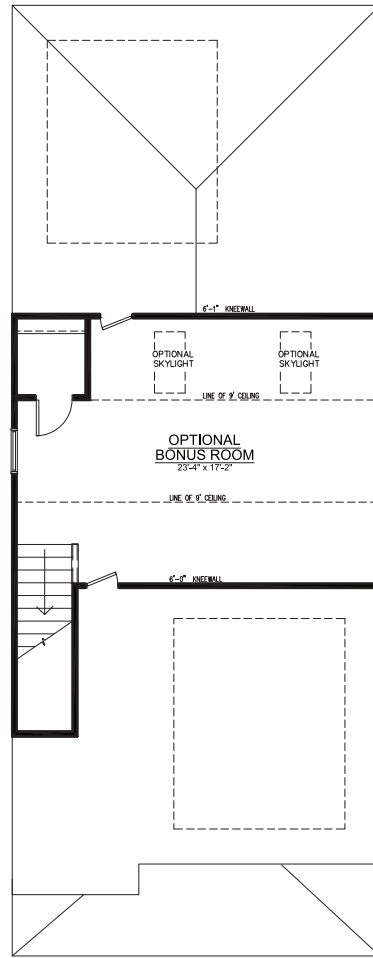 6'-1" KNEEWALL
OPTIONAL
SKYLIGHT
OPTIONAL
SKYLIGHT
LINE OF 9' CEILING
OPTIONAL
BONUS ROOM
23'-4" x 17'-2"
LINE OF 9' CEILING
6'-0" KNEEWALL